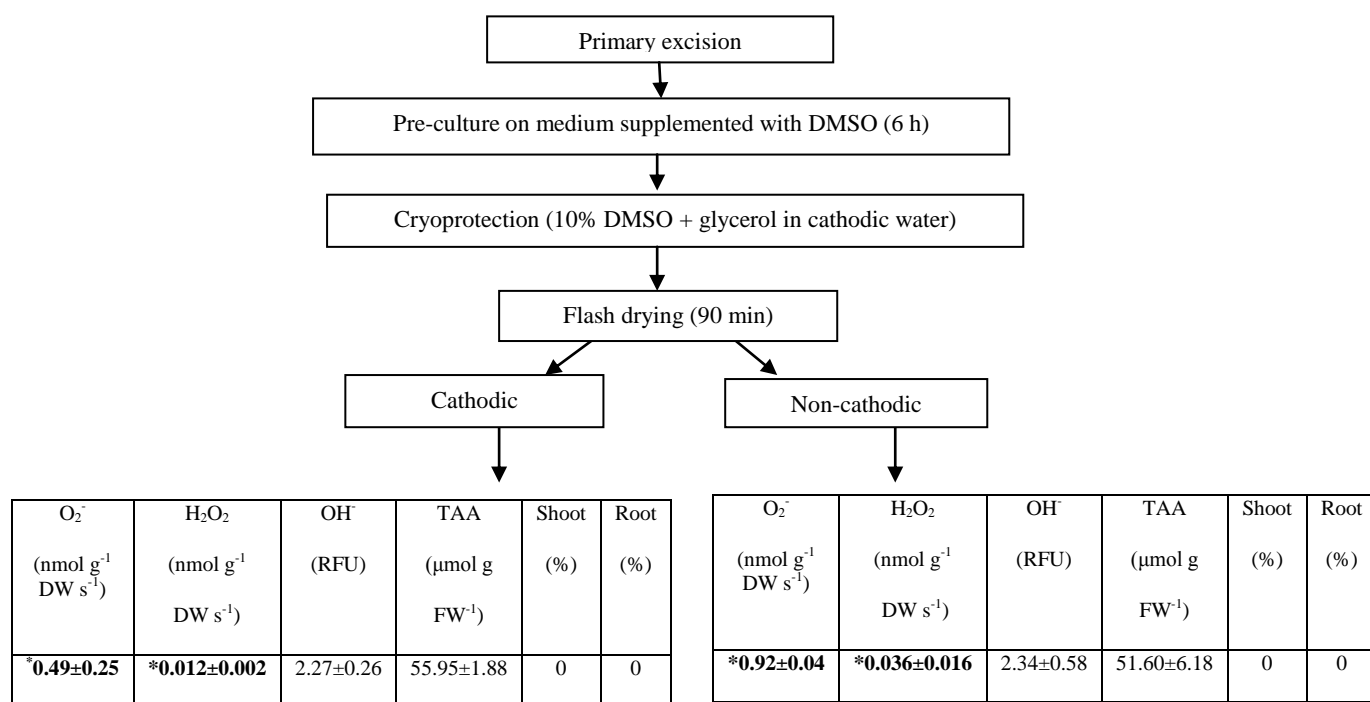 Primary excision
Pre-culture on medium supplemented with DMSO (6 h)
Cryoprotection (10% DMSO + glycerol in cathodic water)
Flash drying (90 min)
Cathodic
Non-cathodic
O₂⁻ (nmol g⁻¹ DW s⁻¹) H₂O₂ (nmol g⁻¹ DW s⁻¹) OH⁻ (RFU) TAA (μmol g FW⁻¹) Shoot (%) Root (%)
*0.49±0.25 *0.012±0.002 2.27±0.26 55.95±1.88 0 0
O₂⁻ (nmol g⁻¹ DW s⁻¹) H₂O₂ (nmol g⁻¹ DW s⁻¹) OH⁻ (RFU) TAA (μmol g FW⁻¹) Shoot (%) Root (%)
*0.92±0.04 *0.036±0.016 2.34±0.58 51.60±6.18 0 0